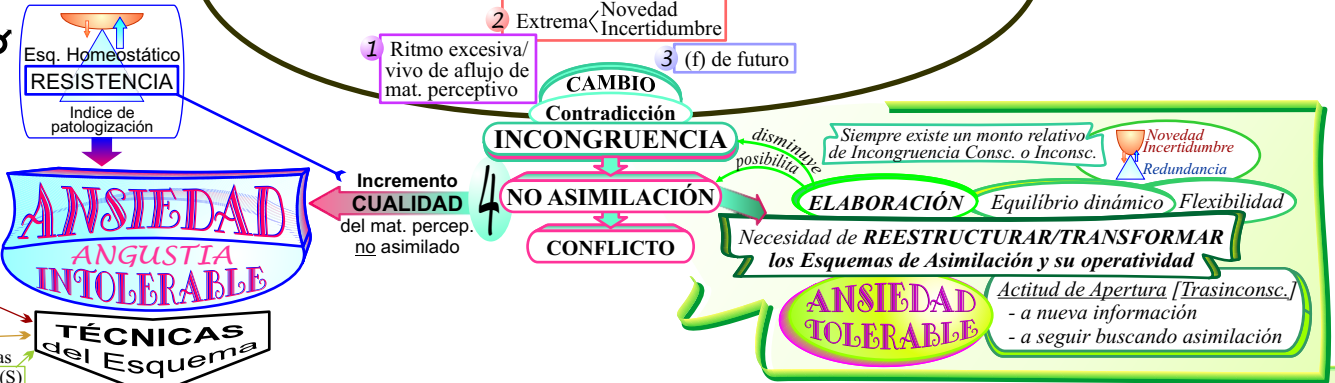 Esq. Homeostático
RESISTENCIA
Indice de
patologización
ANSIEDAD
ANGUSTIA
INTOLERABLE
TÉCNICAS
del Esquema
as
(S)
2 Extrema
Novedad
Incertidumbre
1 Ritmo excesiva/
vivo de aflujo de
mat. perceptivo
3 (f) de futuro
CAMBIO
Contradicción
INCONGRUENCIA
NO ASIMILACIÓN
CONFLICTO
4
Incremento
CUALIDAD
del mat. percep.
no asimilado
disminuye
posibilita
Siempre existe un monto relativo
de Incongruencia Consc. o Inconsc.
Novedad
Incertidumbre
Redundancia
ELABORACIÓN
Equilíbrio dinámico
Flexibilidad
Necesidad de REESTRUCTURAR/TRANSFORMAR
los Esquemas de Asimilación y su operatividad
ANSIEDAD
TOLERABLE
Actitud de Apertura [Trasinconsc.]
- a nueva información
- a seguir buscando asimilación